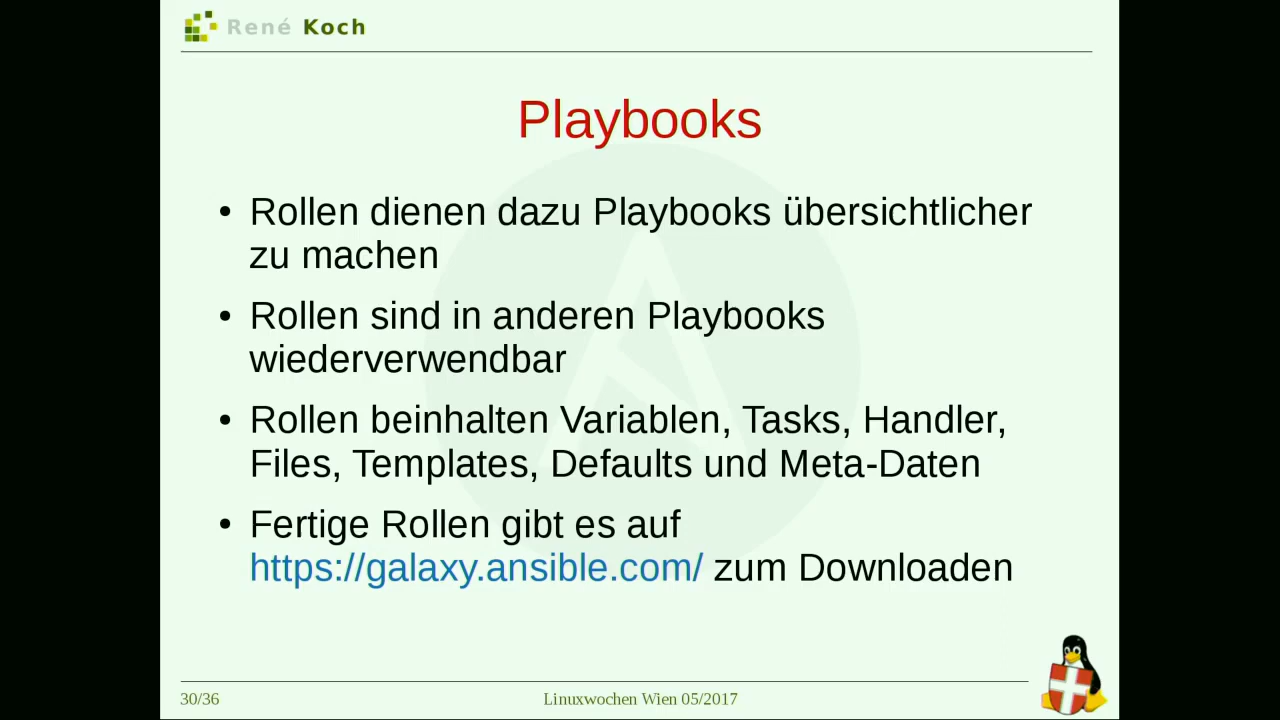 René Koch
Playbooks
• Rollen dienen dazu Playbooks übersichtlicher
zu machen
• Rollen sind in anderen Playbooks
wiederverwendbar
• Rollen beinhalten Variablen, Tasks, Handler,
Files, Templates, Defaults und Meta-Daten
• Fertige Rollen gibt es auf
https://galaxy.ansible.com/ zum Downloaden
30/36
Linuxwochen Wien 05/2017